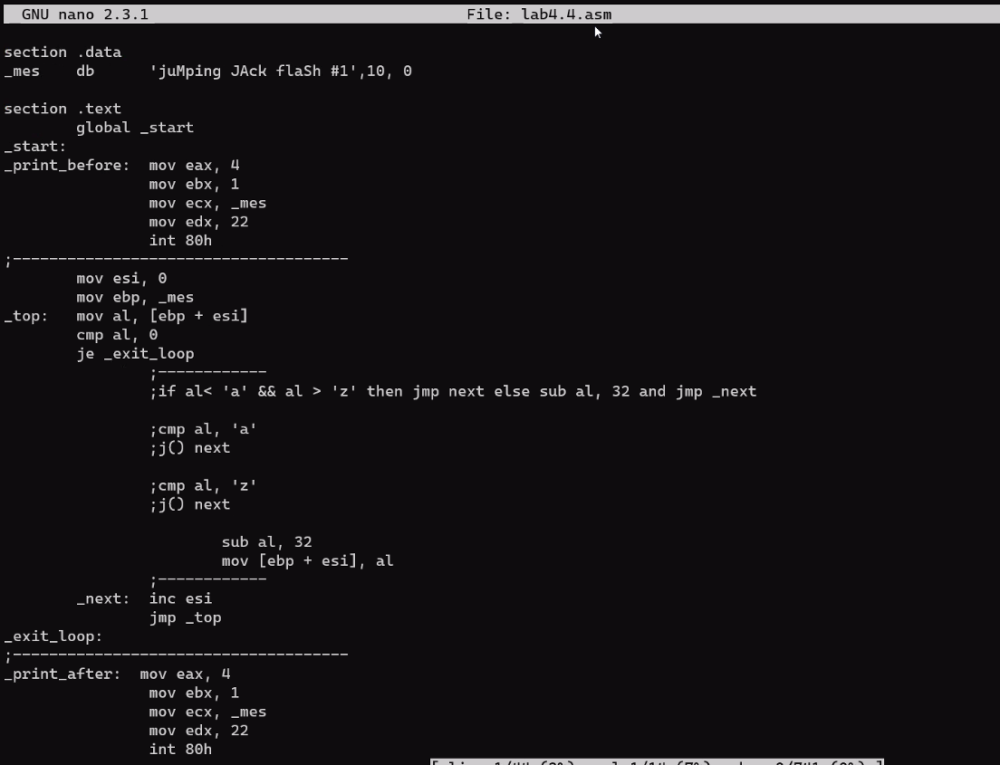 GNU nano 2.3.1 File: lab4.4.asm
section .data
_mes db 'juMping JAck flaSh #1',10, 0
section .text
global _start
_start:
_print_before: mov eax, 4
mov ebx, 1
mov ecx, _mes
mov edx, 22
int 80h
;-------------------------------------
mov esi, 0
mov ebp, _mes
_top: mov al, [ebp + esi]
cmp al, 0
je _exit_loop
;------------
;if al< 'a' && al > 'z' then jmp next else sub al, 32 and jmp _next
;cmp al, 'a'
;j() next
;cmp al, 'z'
;j() next
sub al, 32
mov [ebp + esi], al
;------------
_next: inc esi
jmp _top
_exit_loop:
;-------------------------------------
_print_after: mov eax, 4
mov ebx, 1
mov ecx, _mes
mov edx, 22
int 80h